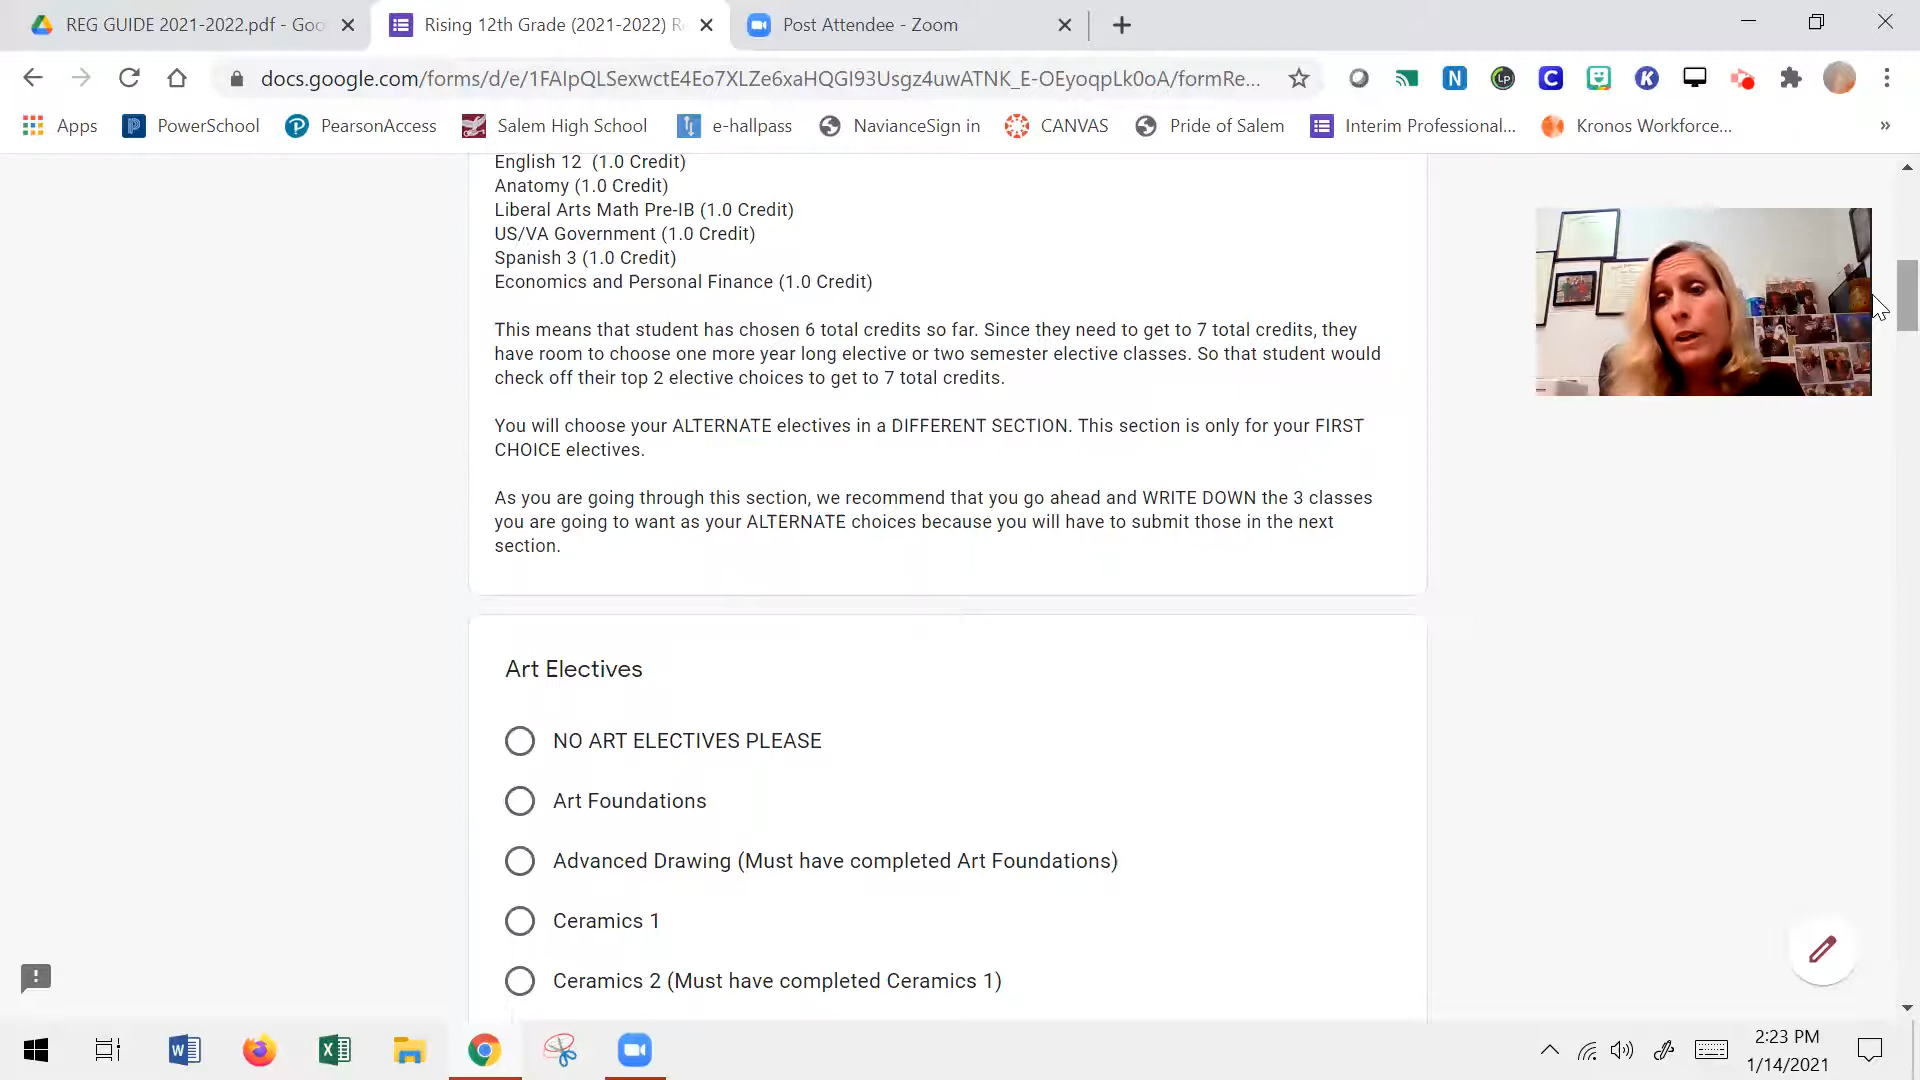 REG GUIDE 2021-2022.pdf - Goo
Rising 12th Grade (2021-2022) R
Post Attendee - Zoom
docs.google.com/forms/d/e/1FAIpQLSexwctE4Eo7XLZe6xaHQGI93Usgz4uwATNK_E-OEyoqpLk0oA/formRe...
Apps
PowerSchool
PearsonAccess
Salem High School
e-hallpass
NavianceSign in
CANVAS
Pride of Salem
Interim Professional...
Kronos Workforce...
»
English 12 (1.0 Credit)
Anatomy (1.0 Credit)
Liberal Arts Math Pre-IB (1.0 Credit)
US/VA Government (1.0 Credit)
Spanish 3 (1.0 Credit)
Economics and Personal Finance (1.0 Credit)
This means that student has chosen 6 total credits so far. Since they need to get to 7 total credits, they
have room to choose one more year long elective or two semester elective classes. So that student would
check off their top 2 elective choices to get to 7 total credits.
You will choose your ALTERNATE electives in a DIFFERENT SECTION. This section is only for your FIRST
CHOICE electives.
As you are going through this section, we recommend that you go ahead and WRITE DOWN the 3 classes
you are going to want as your ALTERNATE choices because you will have to submit those in the next
section.
Art Electives
NO ART ELECTIVES PLEASE
Art Foundations
Advanced Drawing (Must have completed Art Foundations)
Ceramics 1
Ceramics 2 (Must have completed Ceramics 1)
2:23 PM
1/14/2021